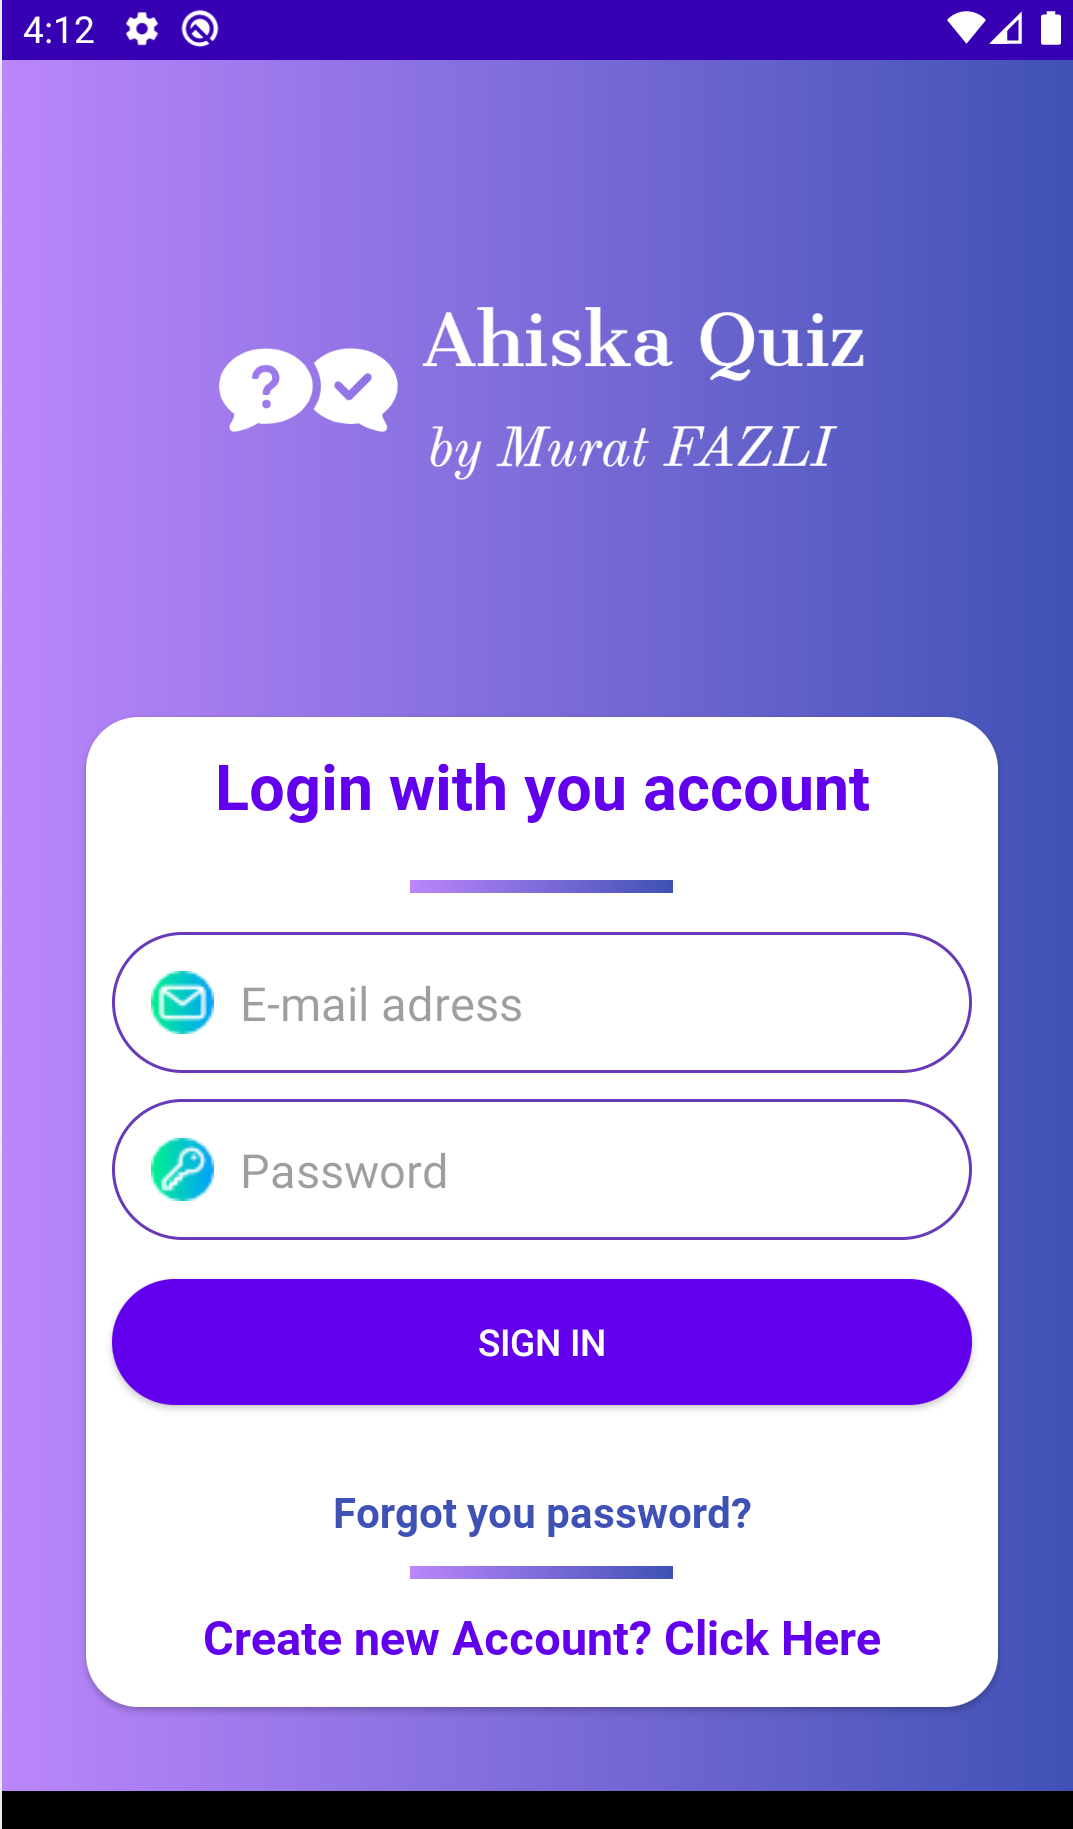 4:12
Ahiska Quiz
by Murat FAZLI
Login with you account
E-mail adress
Password
SIGN IN
Forgot you password?
Create new Account? Click Here